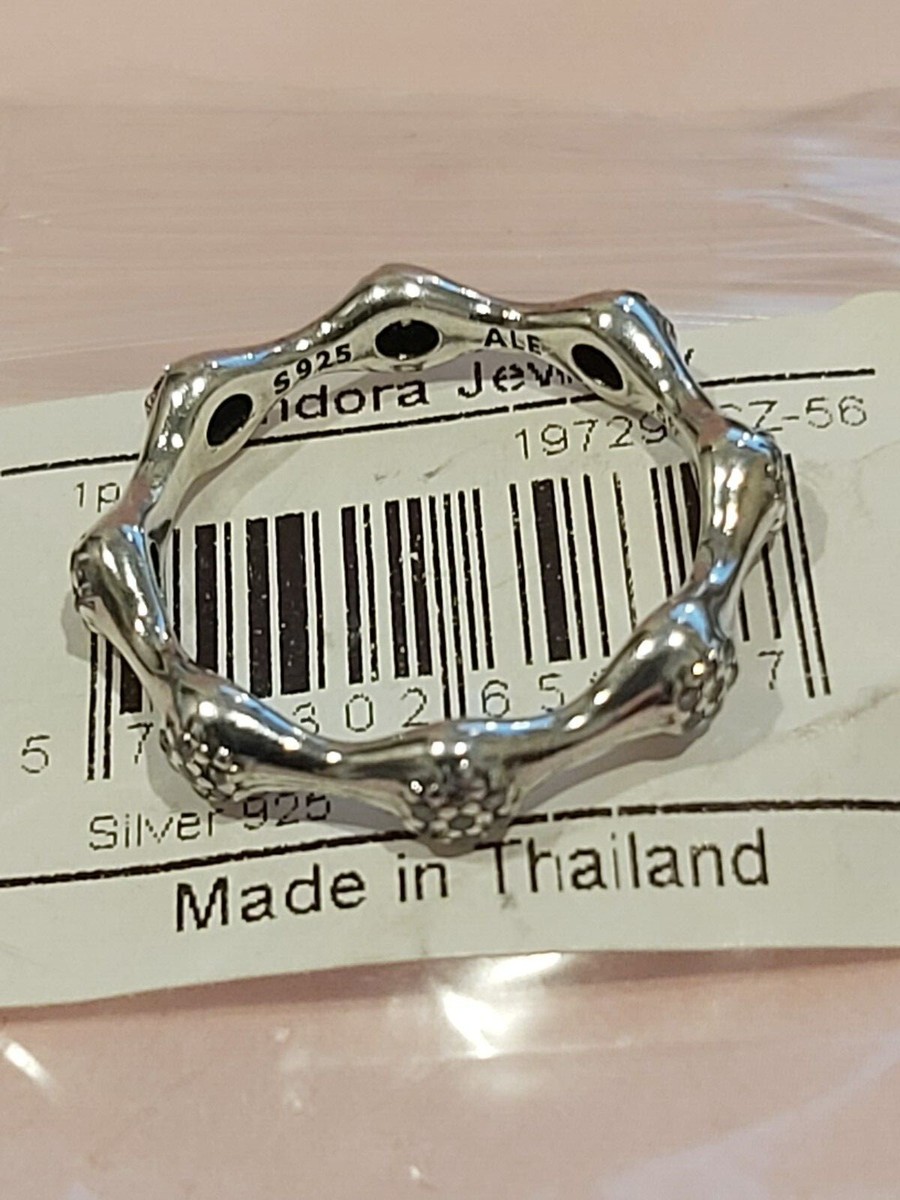 S925 ALE
ndora Jew
19729 CZ-56
1p
5 7 302 65 7
Silver 925
Made in Thailand